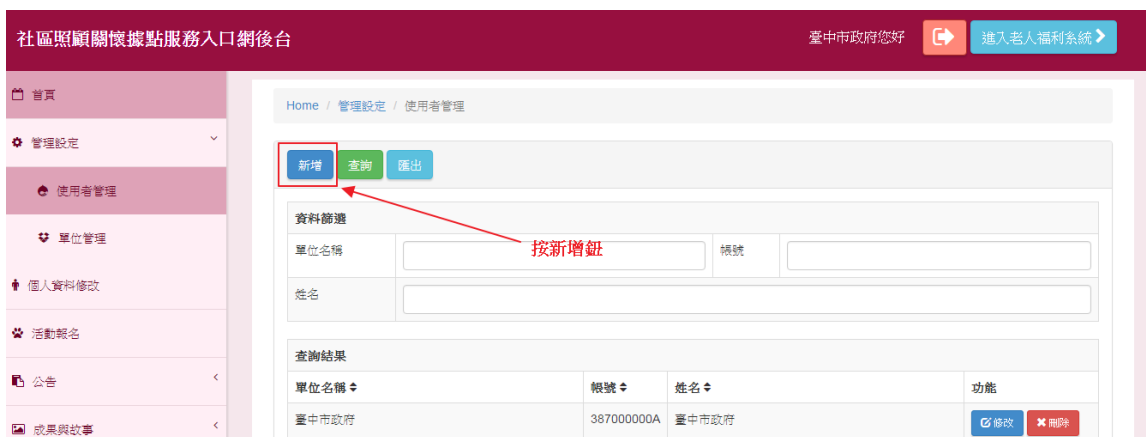 社區照顧關懷據點服務入口網後台
臺中市政府您好
進入老人福利系統
首頁
管理設定
使用者管理
單位管理
個人資料修改
活動報名
公告
成果與故事
Home / 管理設定 / 使用者管理
新增 查詢 匯出
資料篩選
單位名稱 帳號
按新增鈕
姓名
查詢結果
單位名稱 帳號 姓名 功能
臺中市政府 387000000A 臺中市政府 修改 刪除